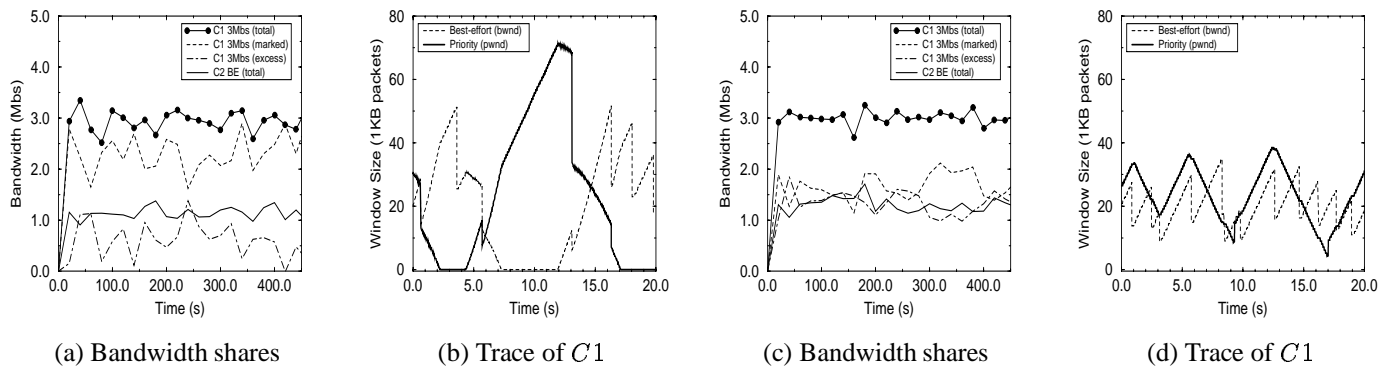 5.0
4.0
3.0
2.0
1.0
0.0
Bandwidth (Mbs)
C1 3Mbs (total)
C1 3Mbs (marked)
C1 3Mbs (excess)
C2 BE (total)
0.0 100.0 200.0 300.0 400.0
Time (s)
(a) Bandwidth shares
80
60
40
20
0
Window Size (1KB packets)
Best-effort (bwnd)
Priority (pwnd)
0.0 5.0 10.0 15.0 20.0
Time (s)
(b) Trace of C1
5.0
4.0
3.0
2.0
1.0
0.0
Bandwidth (Mbs)
C1 3Mbs (total)
C1 3Mbs (marked)
C1 3Mbs (excess)
C2 BE (total)
0.0 100.0 200.0 300.0 400.0
Time (s)
(c) Bandwidth shares
80
60
40
20
0
Window Size (1KB packets)
Best-effort (bwnd)
Priority (pwnd)
0.0 5.0 10.0 15.0 20.0
Time (s)
(d) Trace of C1